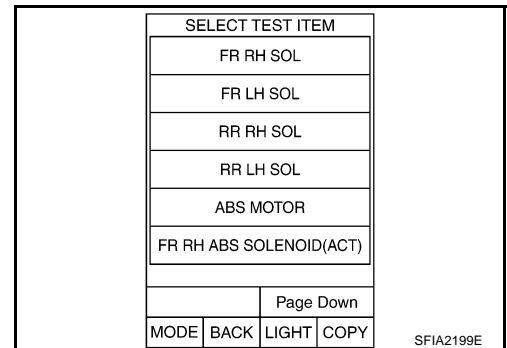 SELECT TEST ITEM
FR RH SOL
FR LH SOL
RR RH SOL
RR LH SOL
ABS MOTOR
FR RH ABS SOLENOID(ACT)
Page Down
MODE BACK LIGHT COPY
SFIA2199E